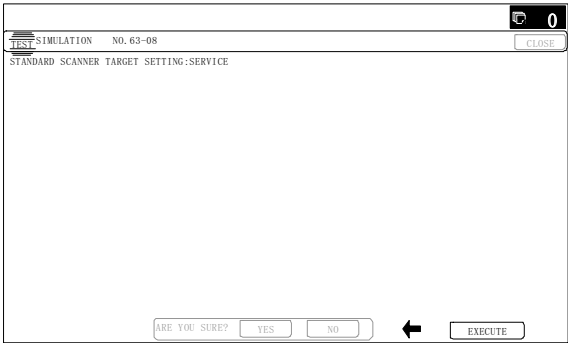 0
TEST SIMULATION NO.63-08
CLOSE
STANDARD SCANNER TARGET SETTING:SERVICE
ARE YOU SURE? YES NO EXECUTE